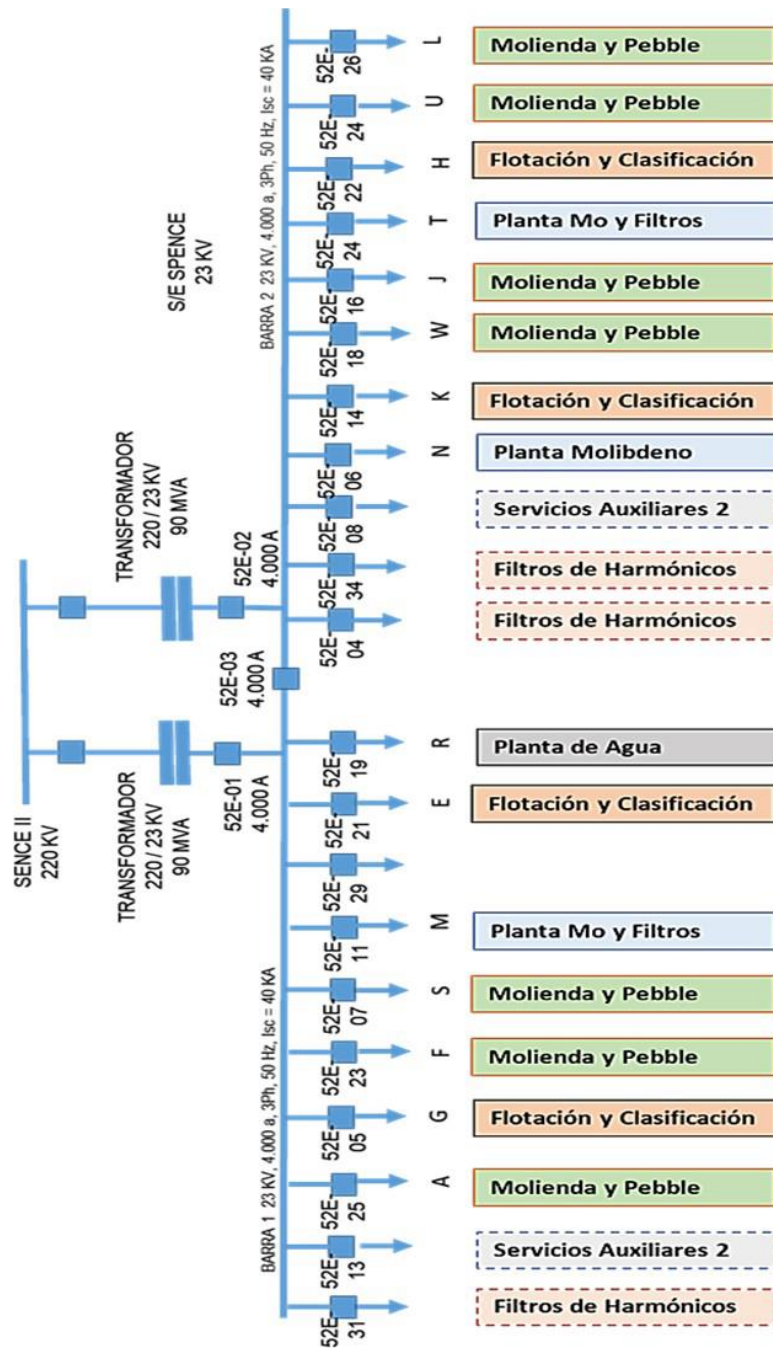 SENCE II
220 KV
TRANSFORMADOR
220 / 23 KV
90 MVA
TRANSFORMADOR
220 / 23 KV
90 MVA
S/E SPENCE
23 KV
52E-01
4.000 A
52E-03
4.000 A
52E-02
4.000 A
BARRA 1 23 KV, 4.000 a, 3Ph, 50 Hz, Isc = 40 KA
BARRA 2 23 KV, 4.000 a, 3Ph, 50 Hz, Isc = 40 KA
52E-
26
L
Molienda y Pebble
52E-
24
U
Molienda y Pebble
52E-
22
H
Flotación y Clasificación
52E-
24
T
Planta Mo y Filtros
52E-
16
J
Molienda y Pebble
52E-
18
W
Molienda y Pebble
52E-
14
K
Flotación y Clasificación
52E-
06
N
Planta Molibdeno
52E-
08
Servicios Auxiliares 2
52E-
34
Filtros de Harmónicos
52E-
04
Filtros de Harmónicos
52E-
19
R
Planta de Agua
52E-
21
E
Flotación y Clasificación
52E-
29
52E-
11
M
Planta Mo y Filtros
52E-
07
S
Molienda y Pebble
52E-
23
F
Molienda y Pebble
52E-
05
G
Flotación y Clasificación
52E-
25
A
Molienda y Pebble
52E-
13
Servicios Auxiliares 2
52E-
31
Filtros de Harmónicos